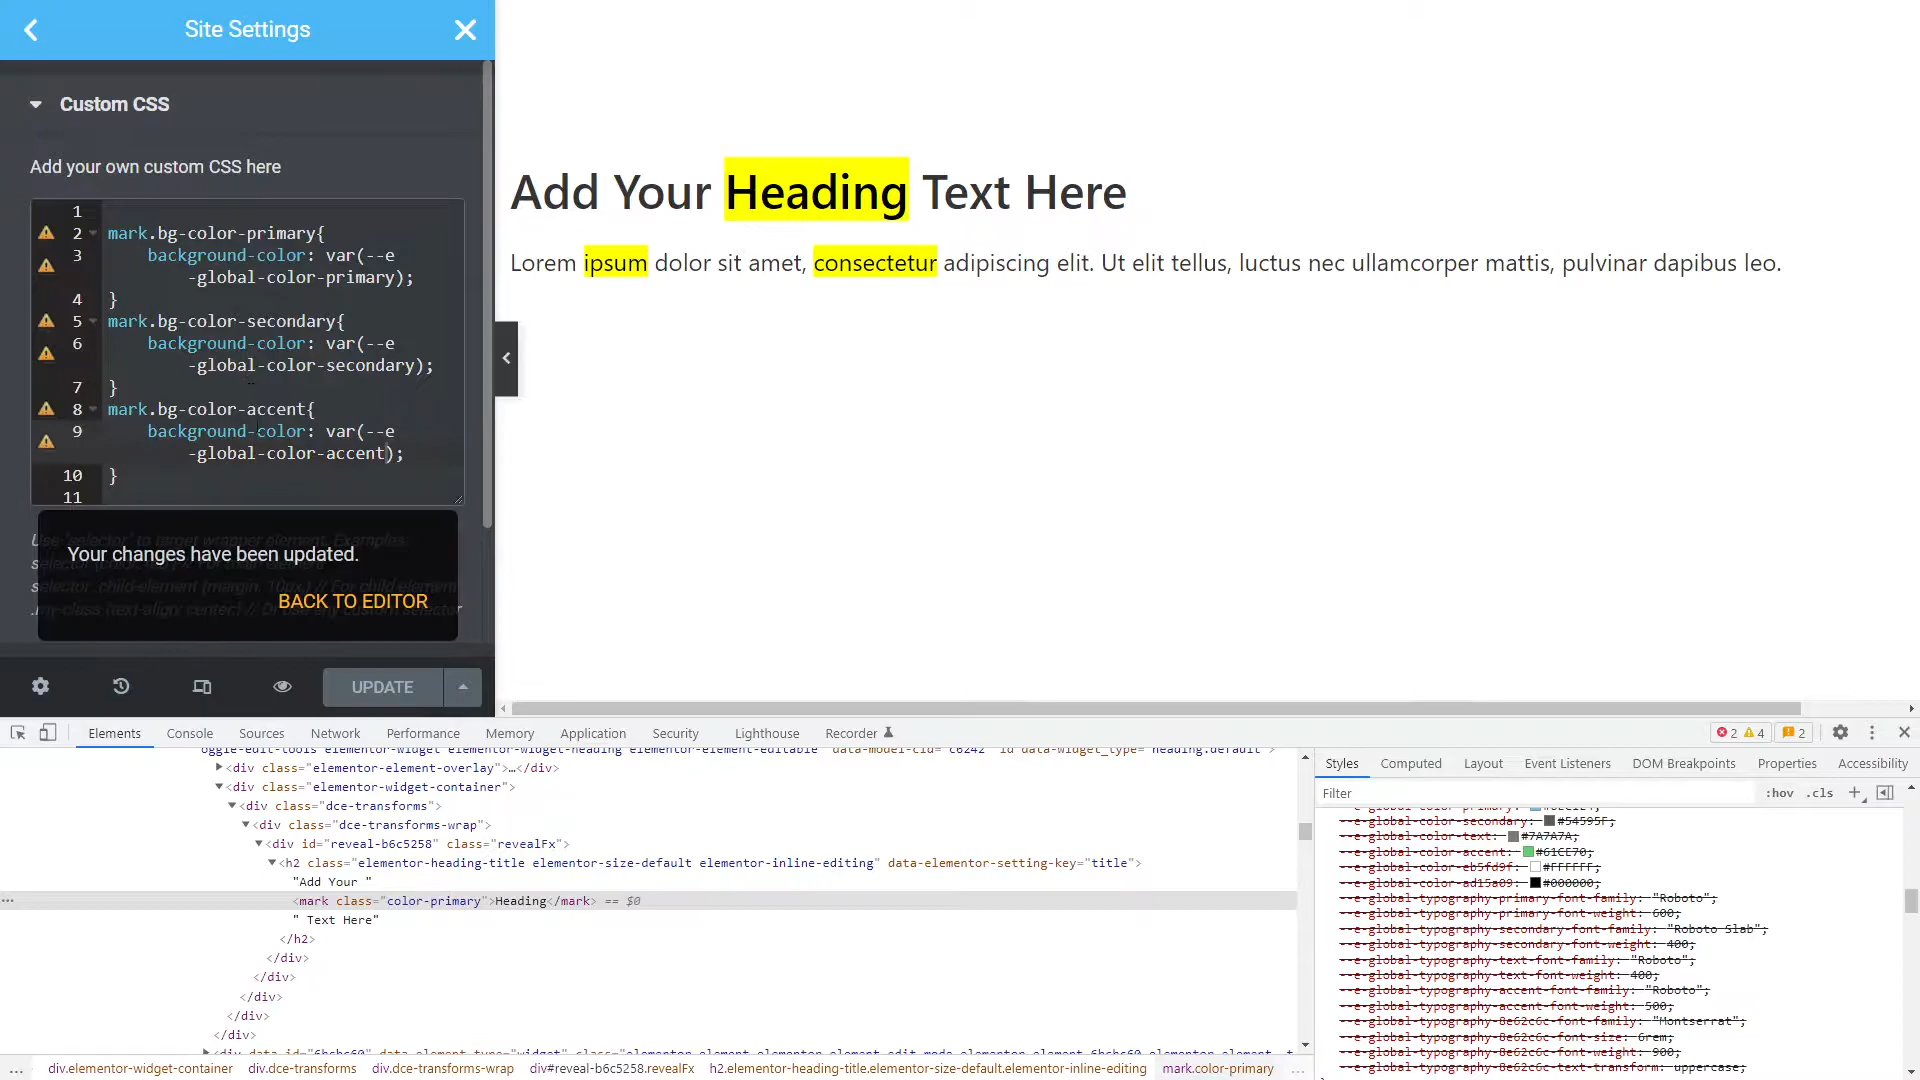 Site Settings
Custom CSS
Add your own custom CSS here
1
2 mark.bg-color-primary{
3 background-color: var(--e
-global-color-primary);
4 }
5 mark.bg-color-secondary{
6 background-color: var(--e
-global-color-secondary);
7 }
8 mark.bg-color-accent{
9 background-color: var(--e
-global-color-accent);
10 }
11
Your changes have been updated.
BACK TO EDITOR
UPDATE
Add Your Heading Text Here
Lorem ipsum dolor sit amet, consectetur adipiscing elit. Ut elit tellus, luctus nec ullamcorper mattis, pulvinar dapibus leo.
Elements Console Sources Network Performance Memory Application Security Lighthouse Recorder 2 4 2
<div class="elementor-element-overlay">…</div>
<div class="elementor-widget-container">
<div class="dce-transforms">
<div class="dce-transforms-wrap">
<div id="reveal-b6c5258" class="revealFx">
<h2 class="elementor-heading-title elementor-size-default elementor-inline-editing" data-elementor-setting-key="title">
"Add Your "
<mark class="color-primary">Heading</mark> == $0
" Text Here"
</h2>
</div>
</div>
</div>
</div>
</div>
... div.elementor-widget-container div.dce-transforms div.dce-transforms-wrap div#reveal-b6c5258.revealFx h2.elementor-heading-title.elementor-size-default.elementor-inline-editing mark.color-primary ...
Styles Computed Layout Event Listeners DOM Breakpoints Properties Accessibility
Filter :hov .cls
--e-global-color-secondary: #54595F;
--e-global-color-text: #7A7A7A;
--e-global-color-accent: #61CE70;
--e-global-color-eb5fd9f: #FFFFFF;
--e-global-color-ad15a09: #000000;
--e-global-typography-primary-font-family: "Roboto";
--e-global-typography-primary-font-weight: 600;
--e-global-typography-secondary-font-family: "Roboto Slab";
--e-global-typography-secondary-font-weight: 400;
--e-global-typography-text-font-family: "Roboto";
--e-global-typography-text-font-weight: 400;
--e-global-typography-accent-font-family: "Roboto";
--e-global-typography-accent-font-weight: 500;
--e-global-typography-8e62c6c-font-family: "Montserrat";
--e-global-typography-8e62c6c-font-size: 6rem;
--e-global-typography-8e62c6c-font-weight: 900;
--e-global-typography-8e62c6c-text-transform: uppercase;